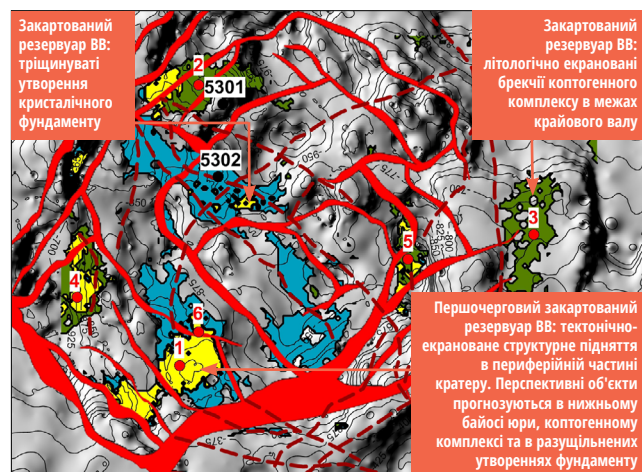 Закартований
резервуар ВВ:
тріщинуваті
утворення
кристалічного
фундаменту
Закартований
резервуар ВВ:
літологічно екрановані
брекчії коптогенного
комплексу в межах
крайового валу
2
5301
5302
3
5
4
6
1
Першочерговий закартований
резервуар ВВ: тектонічно-
екрановане структурне підняття
в периферійній частині
кратеру. Перспективні об'єкти
прогнозуються в нижньому
байосі юри, коптогенному
комплексі та в разущільнених
утвореннях фундаменту